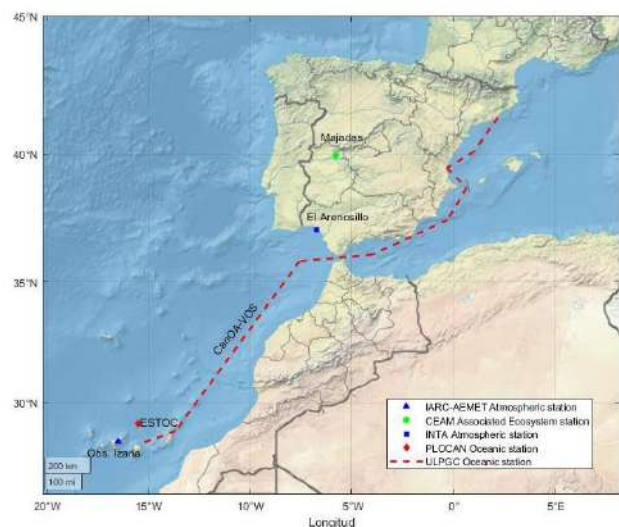 45°N
40°N
35°N
30°N
Majadas
El Arenosillo
CanOA-VOS
ESTOC
Obs. Izaña
200 km
100 mi
IARC-AEMET Atmospheric station
CEAM Associated Ecosystem station
INTA Atmospheric station
PLOCAN Oceanic station
ULPGC Oceanic station
20°W
15°W
10°W
5°W
0°
5°E
Longitud